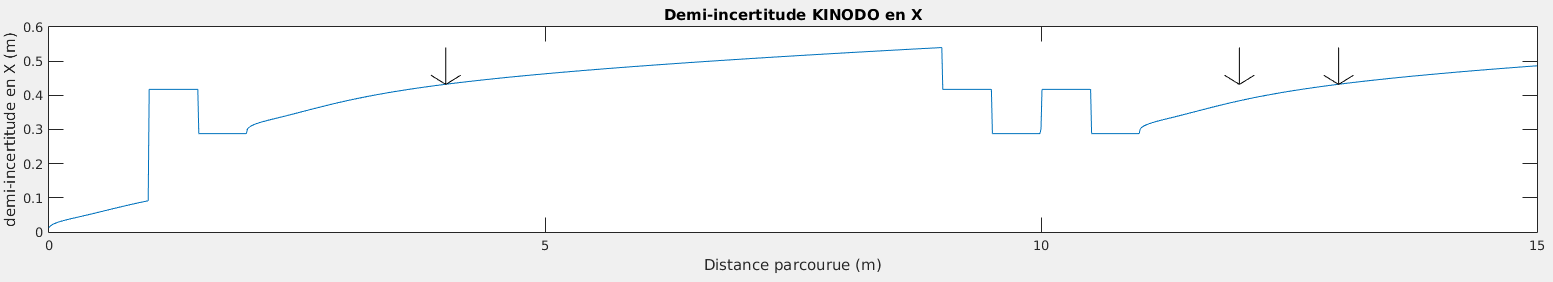 Demi-incertitude KINODO en X
demi-incertitude en X (m)
0.6
0.5
0.4
0.3
0.2
0.1
0
0 5 10 15
Distance parcourue (m)